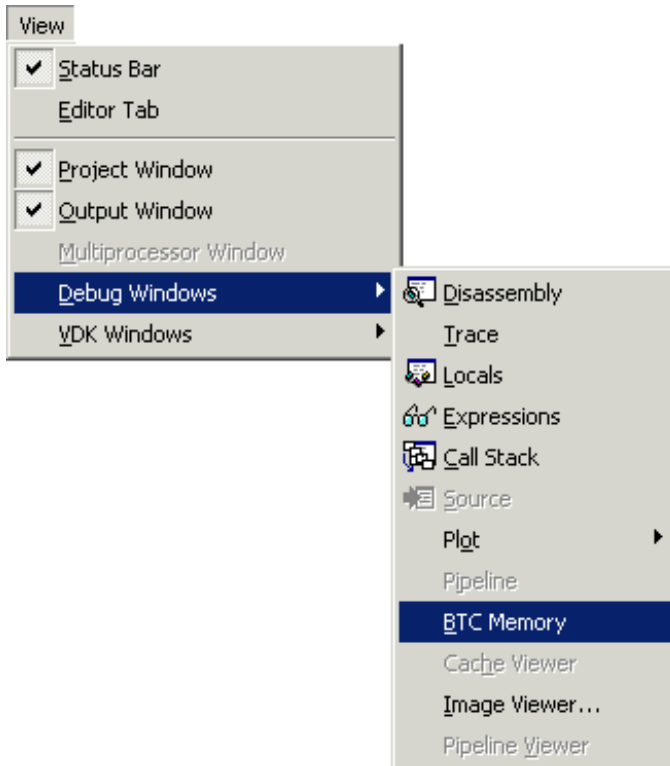 View
Status Bar
Editor Tab
Project Window
Output Window
Multiprocessor Window
Debug Windows
VDK Windows
Disassembly
Trace
Locals
Expressions
Call Stack
Source
Plot
Pipeline
BTC Memory
Cache Viewer
Image Viewer...
Pipeline Viewer